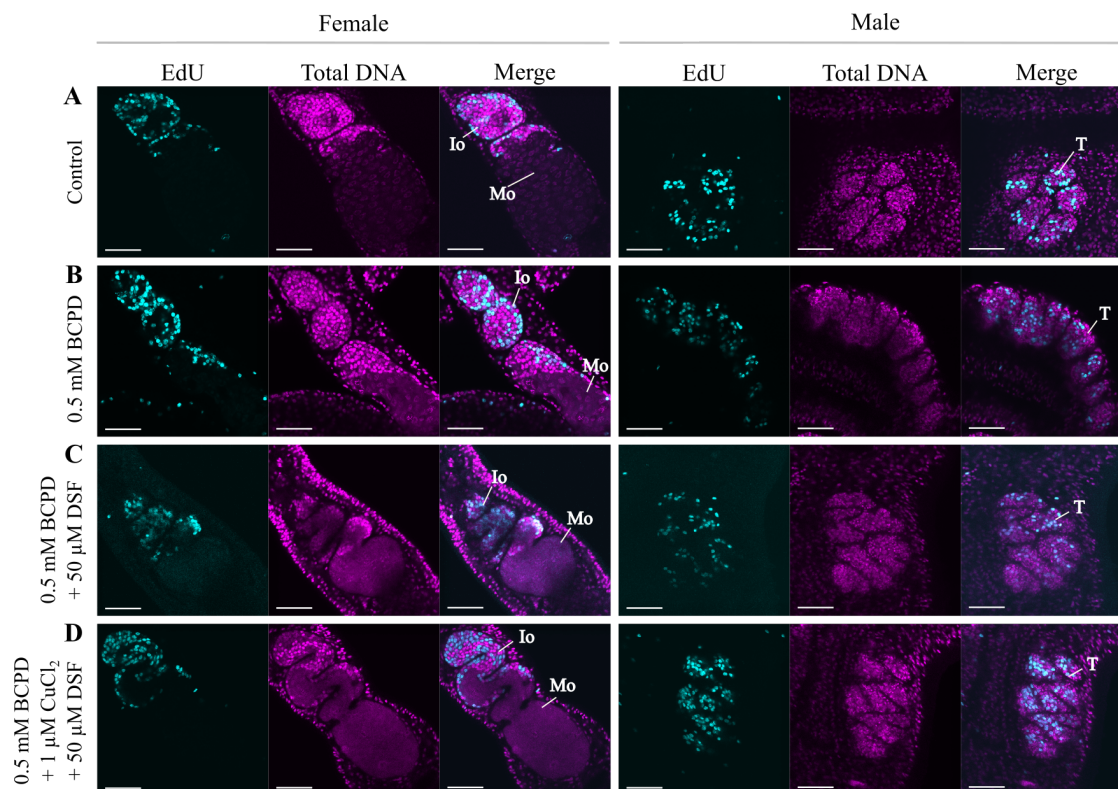 Female
Male
EdU
Total DNA
Merge
EdU
Total DNA
Merge
A
Control
Io
Mo
T
B
0.5 mM BCPD
Io
Mo
T
C
0.5 mM BCPD
+ 50 µM DSF
Io
Mo
T
D
0.5 mM BCPD
+ 1 µM CuCl₂
+ 50 µM DSF
Io
Mo
T